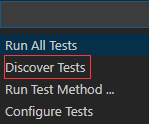 Run All Tests
Discover Tests
Run Test Method ...
Configure Tests